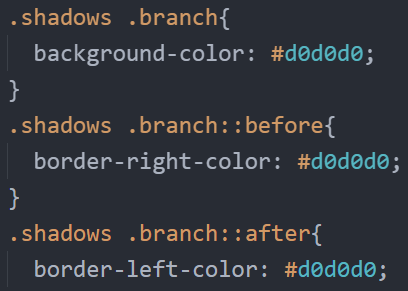 .shadows .branch{
background-color: #d0d0d0;
}
.shadows .branch::before{
border-right-color: #d0d0d0;
}
.shadows .branch::after{
border-left-color: #d0d0d0;